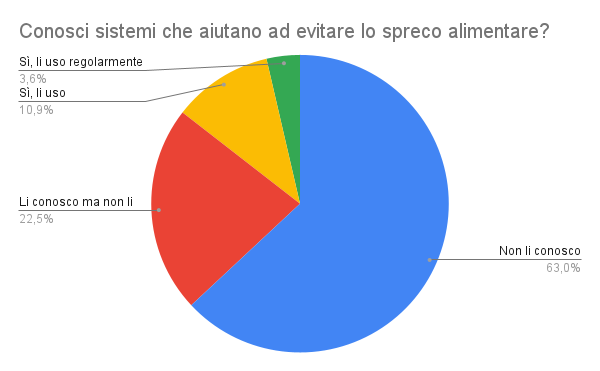 Conosci sistemi che aiutano ad evitare lo spreco alimentare?
Sì, li uso regolarmente
3,6%
Sì, li uso
10,9%
Li conosco ma non li
22,5%
Non li conosco
63,0%